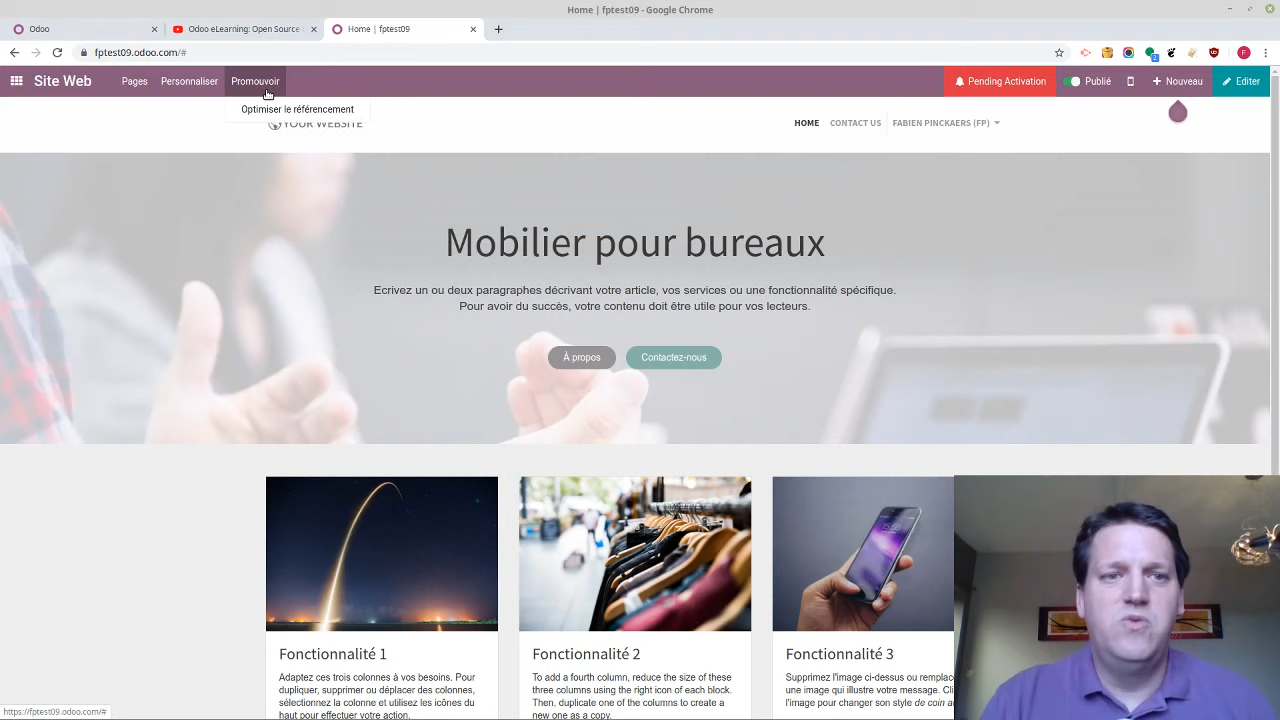 Home | fptest09 - Google Chrome
Odoo
Odoo eLearning: Open Source
Home | fptest09
fptest09.odoo.com/#
F
2
Site Web
Pages
Personnaliser
Promouvoir
Pending Activation
Publié
Nouveau
Editer
Optimiser le référencement
YOUR WEBSITE
HOME
CONTACT US
FABIEN PINCKAERS (FP)
Mobilier pour bureaux
Ecrivez un ou deux paragraphes décrivant votre article, vos services ou une fonctionnalité spécifique.
Pour avoir du succès, votre contenu doit être utile pour vos lecteurs.
À propos
Contactez-nous
Fonctionnalité 1
Adaptez ces trois colonnes à vos besoins. Pour
dupliquer, supprimer ou déplacer des colonnes,
sélectionnez la colonne et utilisez les icônes du
haut pour effectuer votre action.
Fonctionnalité 2
To add a fourth column, reduce the size of these
three columns using the right icon of each block.
Then, duplicate one of the columns to create a
new one as a copy.
Fonctionnalité 3
Supprimez l'image ci-dessus ou remplac
une image qui illustre votre message. Cli
l'image pour changer son style de coin au
https://fptest09.odoo.com/#